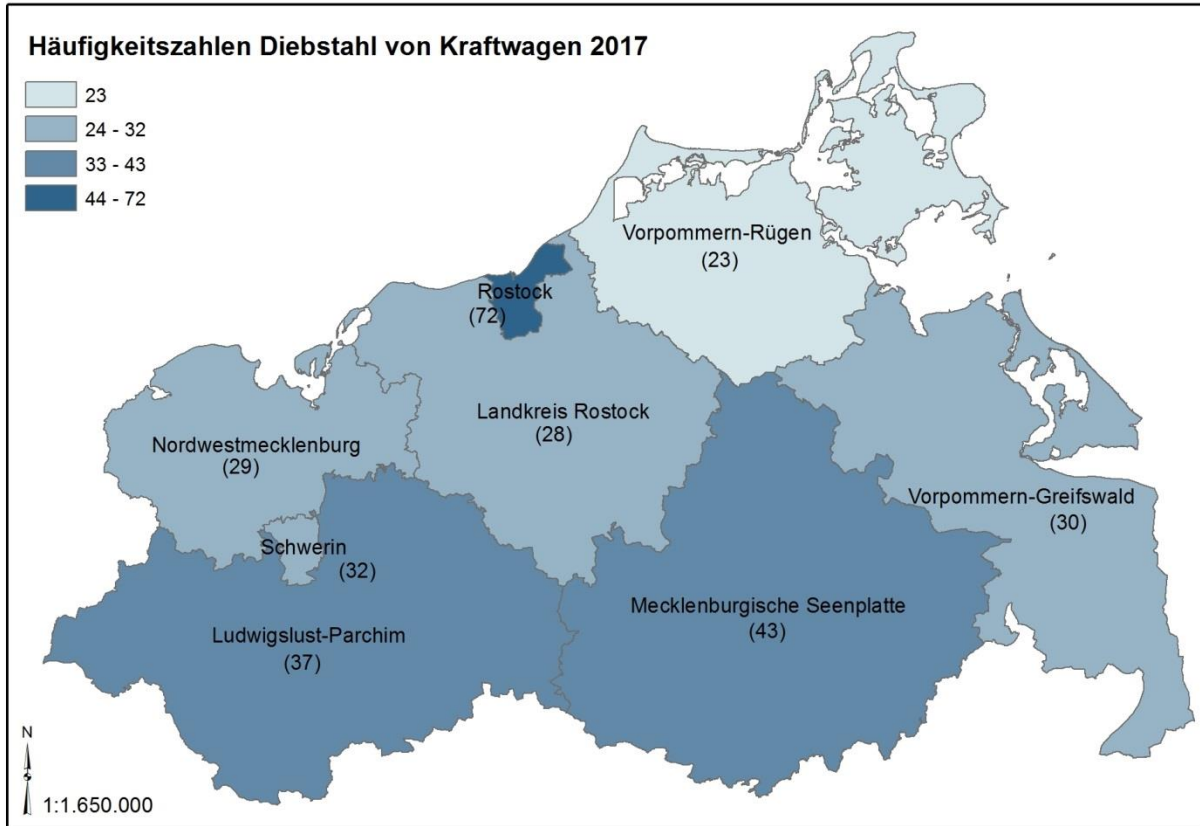 Häufigkeitszahlen Diebstahl von Kraftwagen 2017
23
24 - 32
33 - 43
44 - 72
Vorpommern-Rügen
(23)
Rostock
(72)
Landkreis Rostock
(28)
Nordwestmecklenburg
(29)
Vorpommern-Greifswald
(30)
Schwerin
(32)
Mecklenburgische Seenplatte
(43)
Ludwigslust-Parchim
(37)
N
1:1.650.000